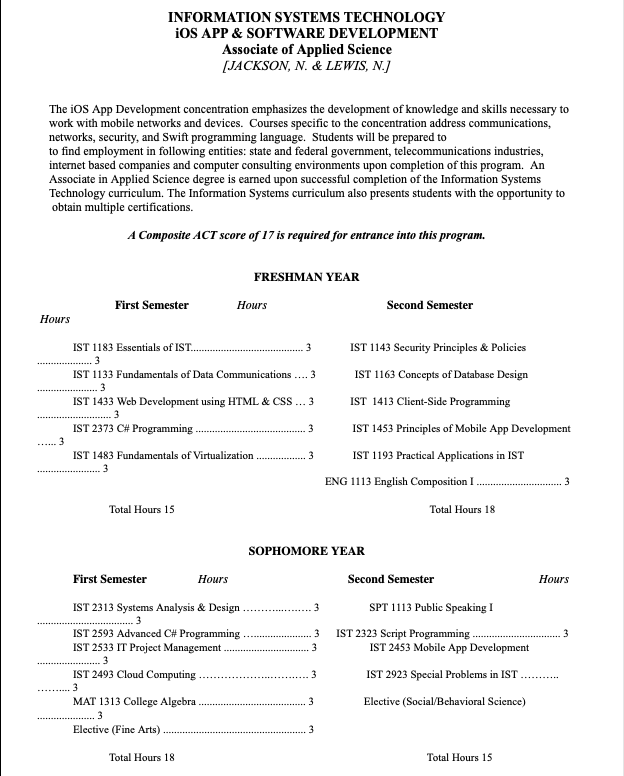 INFORMATION SYSTEMS TECHNOLOGY
iOS APP & SOFTWARE DEVELOPMENT
Associate of Applied Science
[JACKSON, N. & LEWIS, N.]
The iOS App Development concentration emphasizes the development of knowledge and skills necessary to
work with mobile networks and devices.  Courses specific to the concentration address communications,
networks, security, and Swift programming language.  Students will be prepared to
to find employment in following entities: state and federal government, telecommunications industries,
internet based companies and computer consulting environments upon completion of this program.  An
Associate in Applied Science degree is earned upon successful completion of the Information Systems
Technology curriculum. The Information Systems curriculum also presents students with the opportunity to
obtain multiple certifications.
A Composite ACT score of 17 is required for entrance into this program.
FRESHMAN YEAR
First Semester Hours Second Semester
Hours
IST 1183 Essentials of IST.......................................... 3 IST 1143 Security Principles & Policies
.................... 3
IST 1133 Fundamentals of Data Communications …. 3 IST 1163 Concepts of Database Design
....................... 3
IST 1433 Web Development using HTML & CSS … 3 IST  1413 Client-Side Programming
............................ 3
IST 2373 C# Programming ......................................... 3 IST 1453 Principles of Mobile App Development
…... 3
IST 1483 Fundamentals of Virtualization .................. 3 IST 1193 Practical Applications in IST
........................ 3
ENG 1113 English Composition I ................................ 3
Total Hours 15 Total Hours 18
SOPHOMORE YEAR
First Semester Hours Second Semester Hours
IST 2313 Systems Analysis & Design ………..……. 3 SPT 1113 Public Speaking I
.................................... 3
IST 2593 Advanced C# Programming …..................... 3 IST 2323 Script Programming ................................. 3
IST 2533 IT Project Management ................................ 3 IST 2453 Mobile App Development
........................ 3
IST 2493 Cloud Computing ……………………………. 3 IST 2923 Special Problems in IST ………..
……... 3
MAT 1313 College Algebra ........................................ 3 Elective (Social/Behavioral Science)
...................... 3
Elective (Fine Arts) ..................................................... 3
Total Hours 18 Total Hours 15